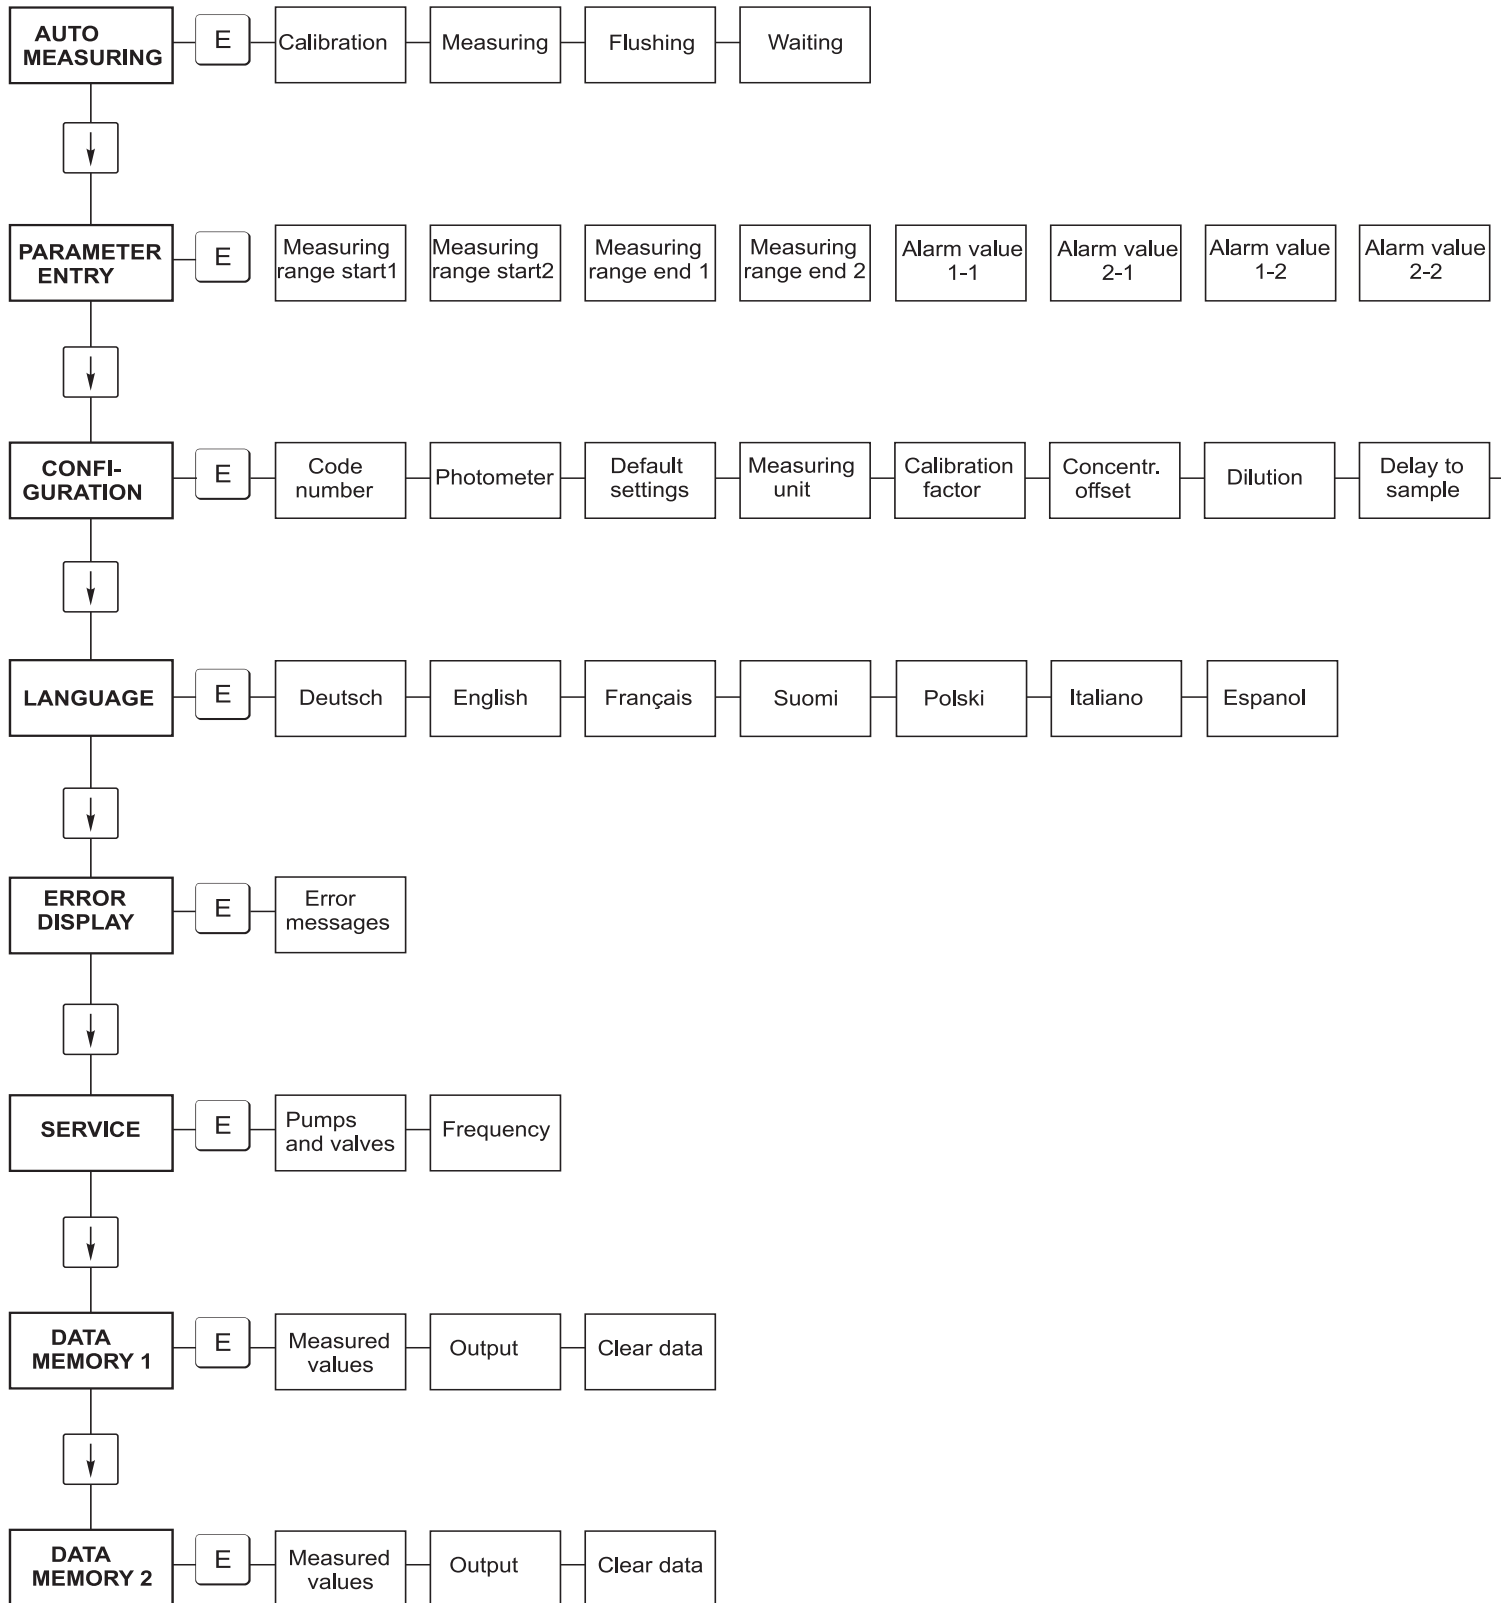 AUTO
MEASURING
E
Calibration
Measuring
Flushing
Waiting
PARAMETER
ENTRY
E
Measuring
range start1
Measuring
range start2
Measuring
range end 1
Measuring
range end 2
Alarm value
1-1
Alarm value
2-1
Alarm value
1-2
Alarm value
2-2
CONFI-
GURATION
E
Code
number
Photometer
Default
settings
Measuring
unit
Calibration
factor
Concentr.
offset
Dilution
Delay to
sample
LANGUAGE
E
Deutsch
English
Français
Suomi
Polski
Italiano
Espanol
ERROR
DISPLAY
E
Error
messages
SERVICE
E
Pumps
and valves
Frequency
DATA
MEMORY 1
E
Measured
values
Output
Clear data
DATA
MEMORY 2
E
Measured
values
Output
Clear data